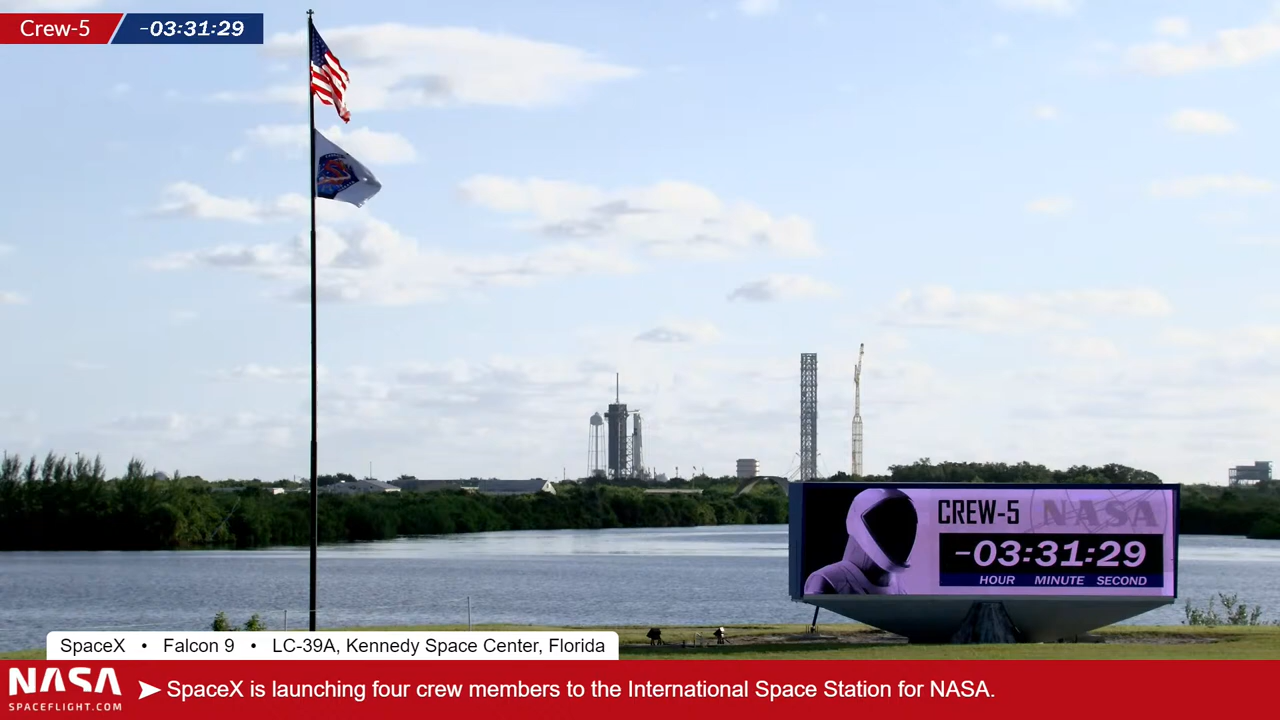 Crew-5
-03:31:29
CREW-5 NASA
-03:31:29
HOUR MINUTE SECOND
SpaceX • Falcon 9 • LC-39A, Kennedy Space Center, Florida
NASA
SPACEFLIGHT.COM
SpaceX is launching four crew members to the International Space Station for NASA.